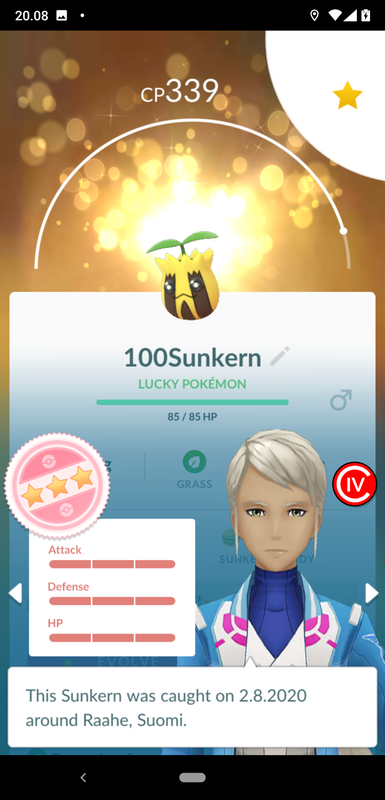 20.08
CP339
100Sunkern
LUCKY POKÉMON
85 / 85 HP
GRASS
IV
Attack
Defense
HP
EVOLVE
This Sunkern was caught on 2.8.2020
around Raahe, Suomi.